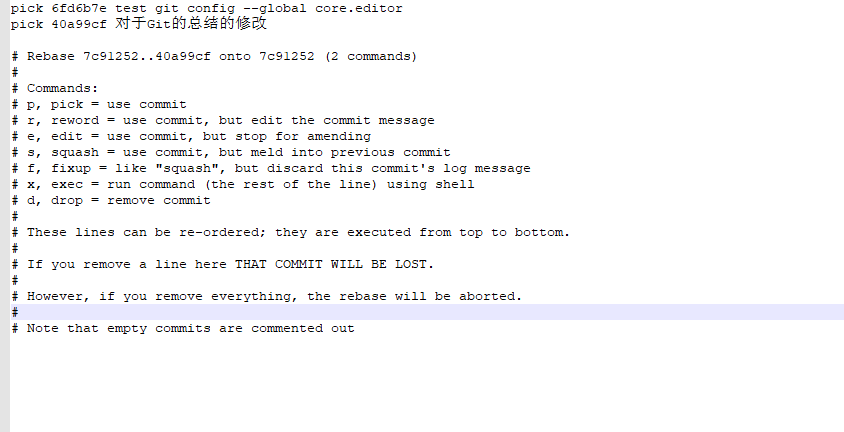 pick 6fd6b7e test git config --global core.editor
pick 40a99cf 对于Git的总结的修改
# Rebase 7c91252..40a99cf onto 7c91252 (2 commands)
#
# Commands:
# p, pick = use commit
# r, reword = use commit, but edit the commit message
# e, edit = use commit, but stop for amending
# s, squash = use commit, but meld into previous commit
# f, fixup = like "squash", but discard this commit's log message
# x, exec = run command (the rest of the line) using shell
# d, drop = remove commit
#
# These lines can be re-ordered; they are executed from top to bottom.
#
# If you remove a line here THAT COMMIT WILL BE LOST.
#
# However, if you remove everything, the rebase will be aborted.
#
# Note that empty commits are commented out